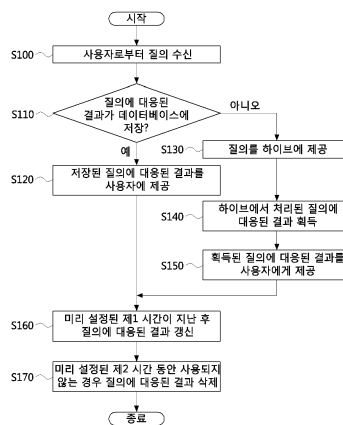 시작
S100
사용자로부터 질의 수신
S110
질의에 대응된
결과가 데이터베이스에
저장?
아니오
예
S130
질의를 하이브에 제공
S120
저장된 질의에 대응된 결과를
사용자에 제공
S140
하이브에서 처리된 질의에
대응된 결과 획득
S150
획득된 질의에 대응된 결과를
사용자에게 제공
S160
미리 설정된 제1 시간이 지난 후
질의에 대응된 결과 갱신
S170
미리 설정된 제2 시간 동안 사용되지
않는 경우 질의에 대응된 결과 삭제
종료